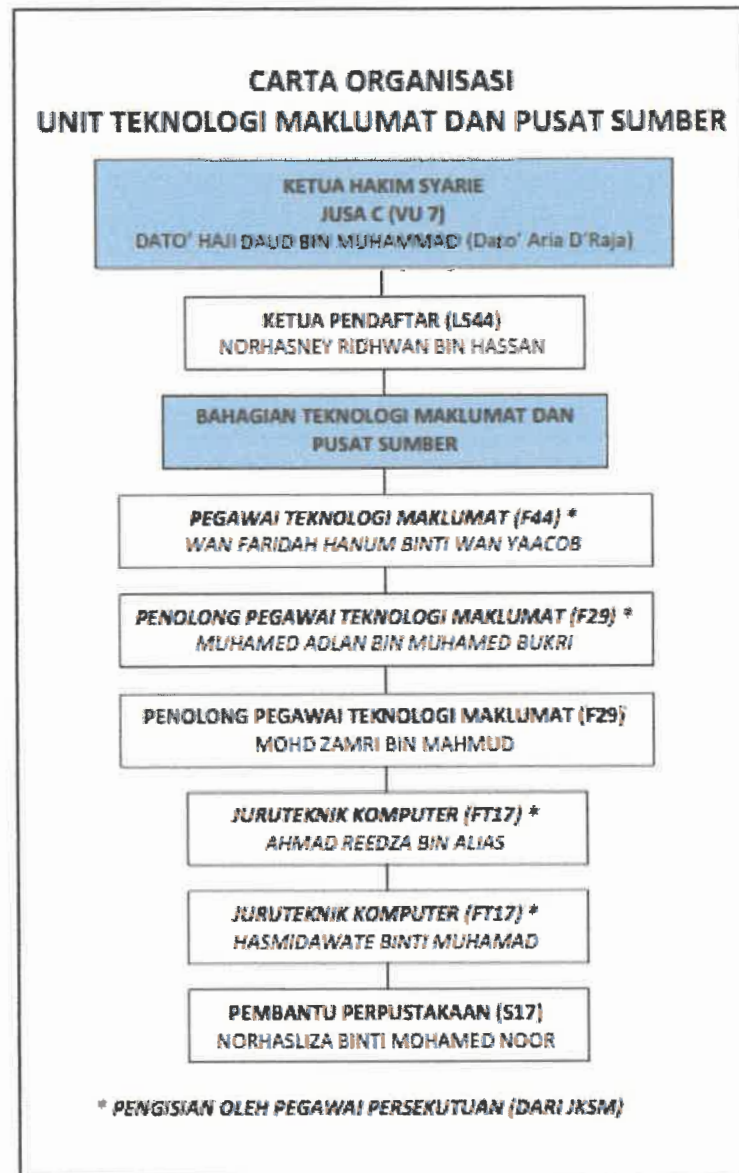 CARTA ORGANISASI
UNIT TEKNOLOGI MAKLUMAT DAN PUSAT SUMBER
KETUA HAKIM SYARIE
JUSA C (VU 7)
DATO' HAJI DAUD BIN MUHAMMAD (Dato' Aria D'Raja)
KETUA PENDAFTAR (LS44)
NORHASNEY RIDHWAN BIN HASSAN
BAHAGIAN TEKNOLOGI MAKLUMAT DAN
PUSAT SUMBER
PEGAWAI TEKNOLOGI MAKLUMAT (F44) *
WAN FARIDAH HANUM BINTI WAN YAACOB
PENOLONG PEGAWAI TEKNOLOGI MAKLUMAT (F29) *
MUHAMED ADLAN BIN MUHAMED BUKRI
PENOLONG PEGAWAI TEKNOLOGI MAKLUMAT (F29)
MOHD ZAMRI BIN MAHMUD
JURUTEKNIK KOMPUTER (FT17) *
AHMAD REEDZA BIN ALIAS
JURUTEKNIK KOMPUTER (FT17) *
HASMIDAWATE BINTI MUHAMAD
PEMBANTU PERPUSTAKAAN (S17)
NORHASLIZA BINTI MOHAMED NOOR
* PENGISIAN OLEH PEGAWAI PERSEKUTUAN (DARI JKSM)